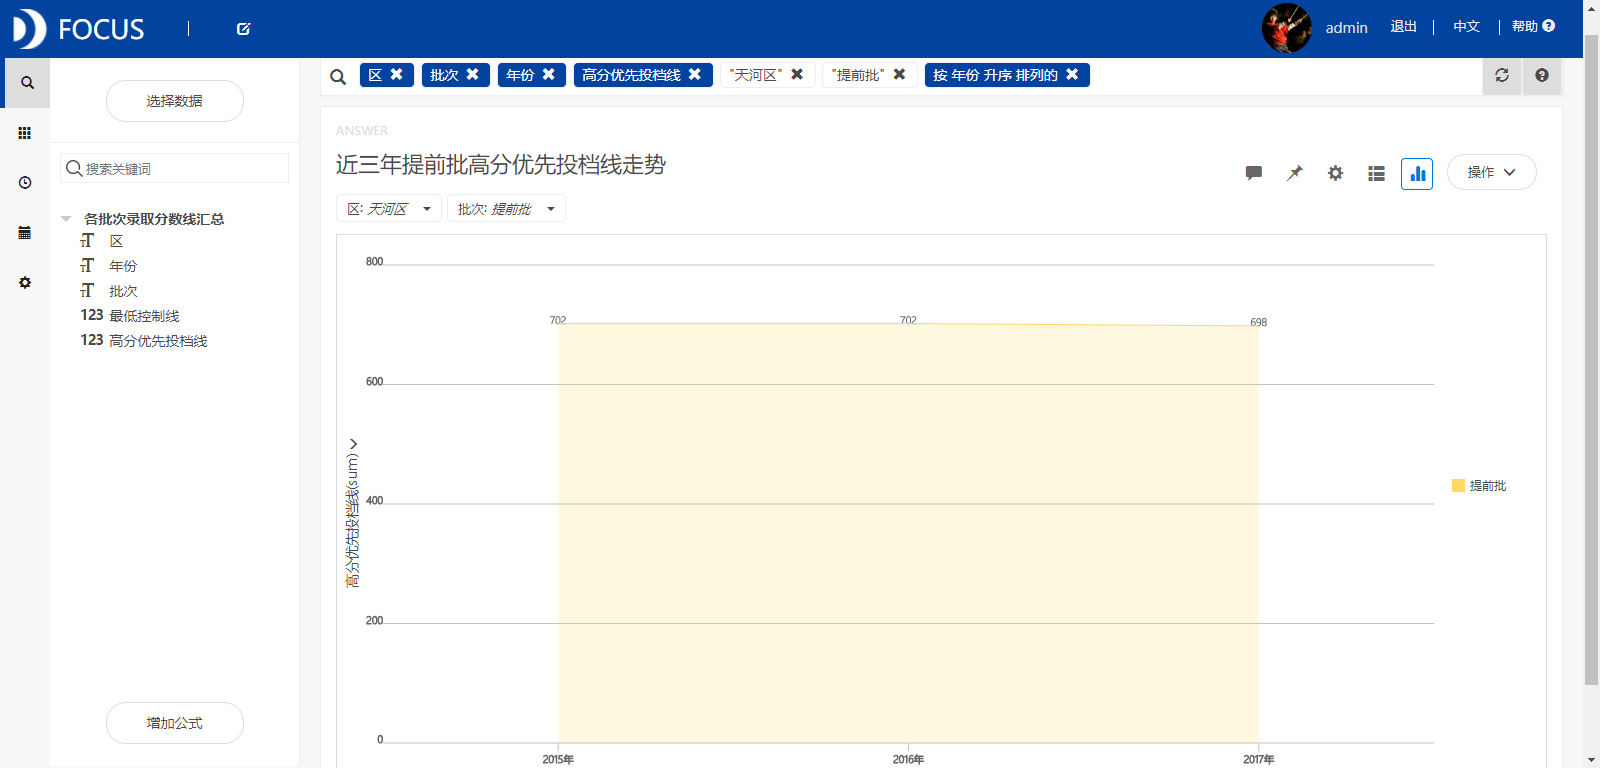 FOCUS
admin 退出 中文 帮助
选择数据
搜索关键词
各批次录取分数线汇总
区
年份
批次
123 最低控制线
123 高分优先投档线
增加公式
区 批次 年份 高分优先投档线 "天河区" "提前批" 按 年份 升序 排列的
ANSWER
近三年提前批高分优先投档线走势
操作
区: 天河区 批次: 提前批
800
702 702 698
600
400
200
0
高分优先投档线(sum)
2015年 2016年 2017年
提前批